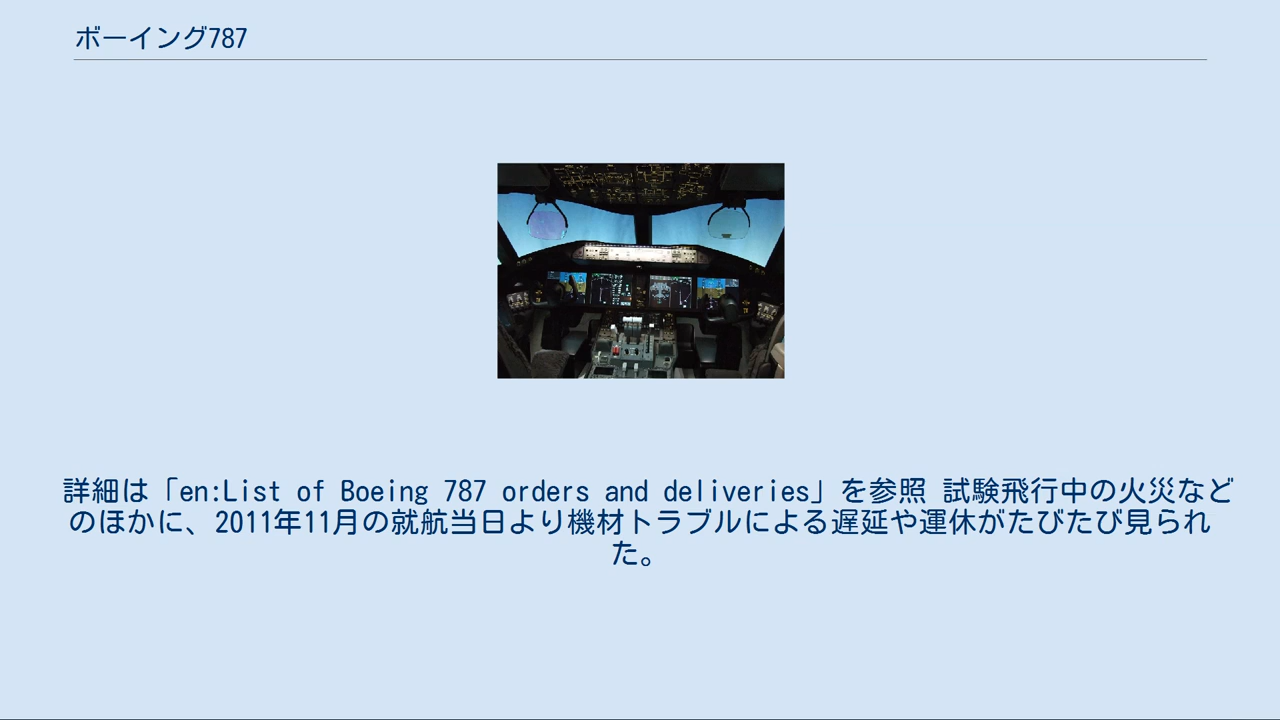 ボーイング787
詳細は「en:List of Boeing 787 orders and deliveries」を参照 試験飛行中の火災など
のほかに、2011年11月の就航当日より機材トラブルによる遅延や運休がたびたび見られ
た。